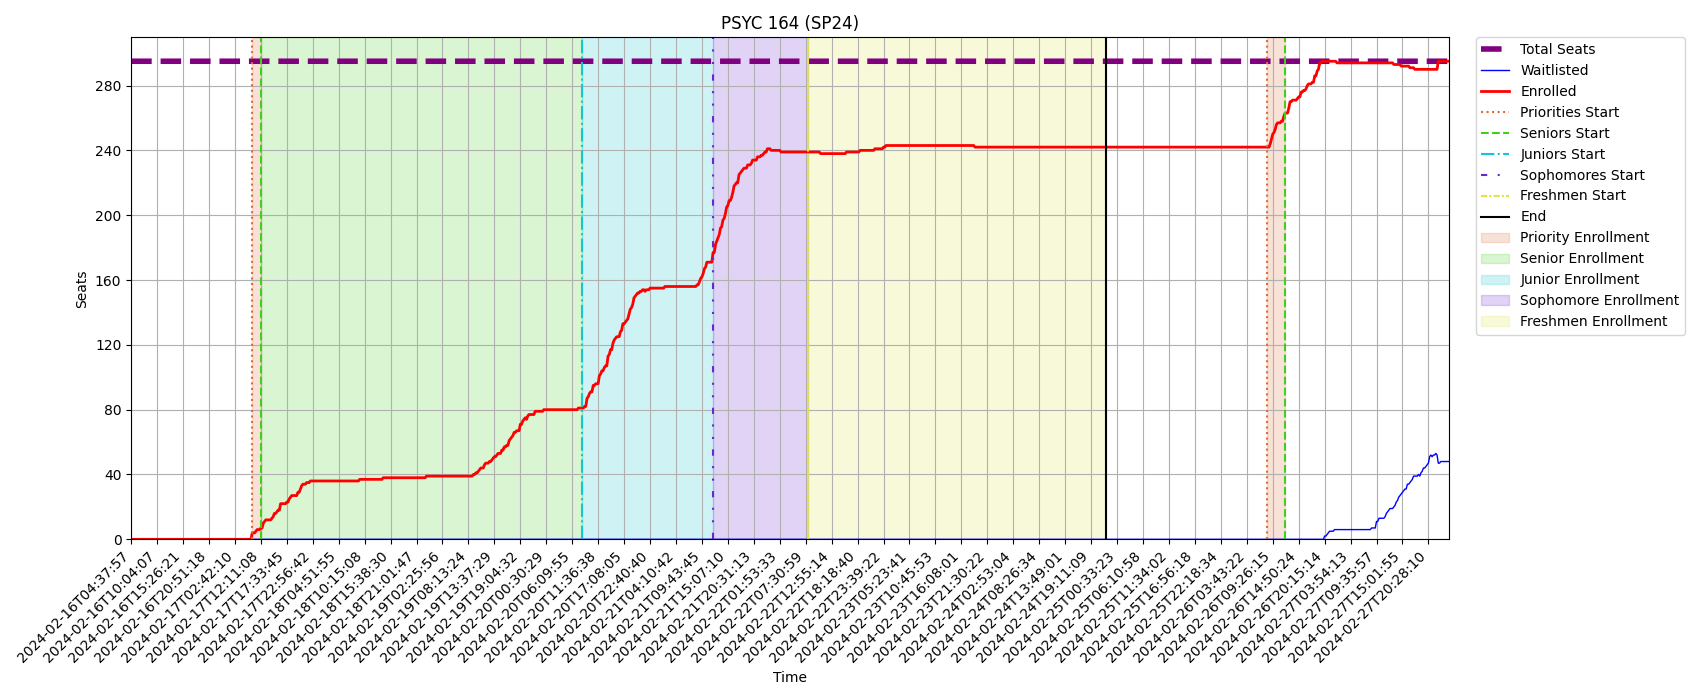 PSYC 164 (SP24)
Total Seats
Waitlisted
Enrolled
Priorities Start
Seniors Start
Juniors Start
Sophomores Start
Freshmen Start
End
Priority Enrollment
Senior Enrollment
Junior Enrollment
Sophomore Enrollment
Freshmen Enrollment
Seats
280
240
200
160
120
80
40
0
2024-02-16T04:37:57
2024-02-16T10:04:07
2024-02-16T15:26:21
2024-02-16T20:51:18
2024-02-17T02:42:10
2024-02-17T12:11:08
2024-02-17T17:33:45
2024-02-17T22:56:42
2024-02-18T04:51:55
2024-02-18T10:15:08
2024-02-18T15:38:30
2024-02-18T21:01:47
2024-02-19T02:25:56
2024-02-19T08:13:24
2024-02-19T13:37:29
2024-02-19T19:04:32
2024-02-20T00:30:29
2024-02-20T06:09:55
2024-02-20T11:36:38
2024-02-20T17:08:05
2024-02-20T22:40:40
2024-02-21T04:10:42
2024-02-21T09:43:45
2024-02-21T15:07:10
2024-02-21T20:31:13
2024-02-22T01:53:33
2024-02-22T07:30:59
2024-02-22T12:55:14
2024-02-22T18:18:40
2024-02-22T23:39:22
2024-02-23T05:23:41
2024-02-23T10:45:53
2024-02-23T16:08:01
2024-02-23T21:30:22
2024-02-24T02:53:04
2024-02-24T08:26:34
2024-02-24T13:49:01
2024-02-24T19:11:09
2024-02-25T00:33:23
2024-02-25T06:10:58
2024-02-25T11:34:02
2024-02-25T16:56:18
2024-02-25T22:18:34
2024-02-26T03:43:22
2024-02-26T09:26:15
2024-02-26T14:50:24
2024-02-26T20:15:14
2024-02-27T03:54:13
2024-02-27T09:35:57
2024-02-27T15:01:55
2024-02-27T20:28:10
Time